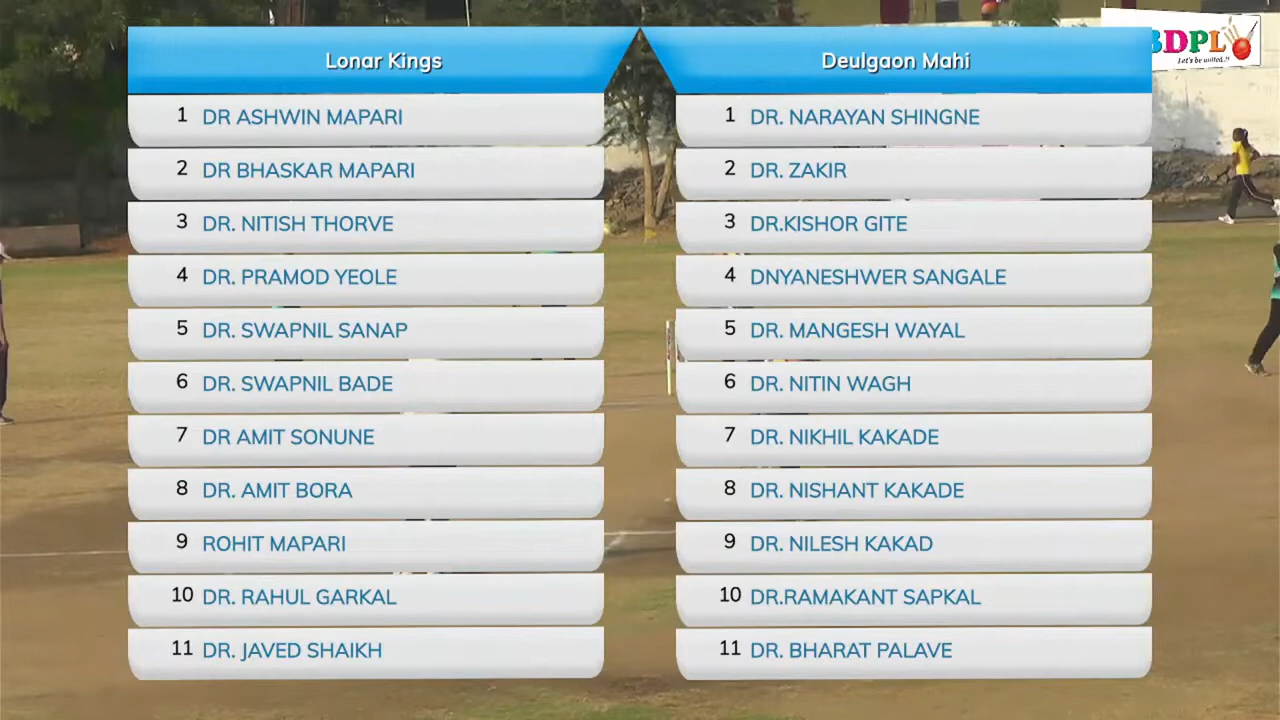 Lonar Kings
1 DR ASHWIN MAPARI
2 DR BHASKAR MAPARI
3 DR. NITISH THORVE
4 DR. PRAMOD YEOLE
5 DR. SWAPNIL SANAP
6 DR. SWAPNIL BADE
7 DR AMIT SONUNE
8 DR. AMIT BORA
9 ROHIT MAPARI
10 DR. RAHUL GARKAL
11 DR. JAVED SHAIKH
Deulgaon Mahi
1 DR. NARAYAN SHINGNE
2 DR. ZAKIR
3 DR.KISHOR GITE
4 DNYANESHWER SANGALE
5 DR. MANGESH WAYAL
6 DR. NITIN WAGH
7 DR. NIKHIL KAKADE
8 DR. NISHANT KAKADE
9 DR. NILESH KAKAD
10 DR.RAMAKANT SAPKAL
11 DR. BHARAT PALAVE
BDPL
Let's be united..!!